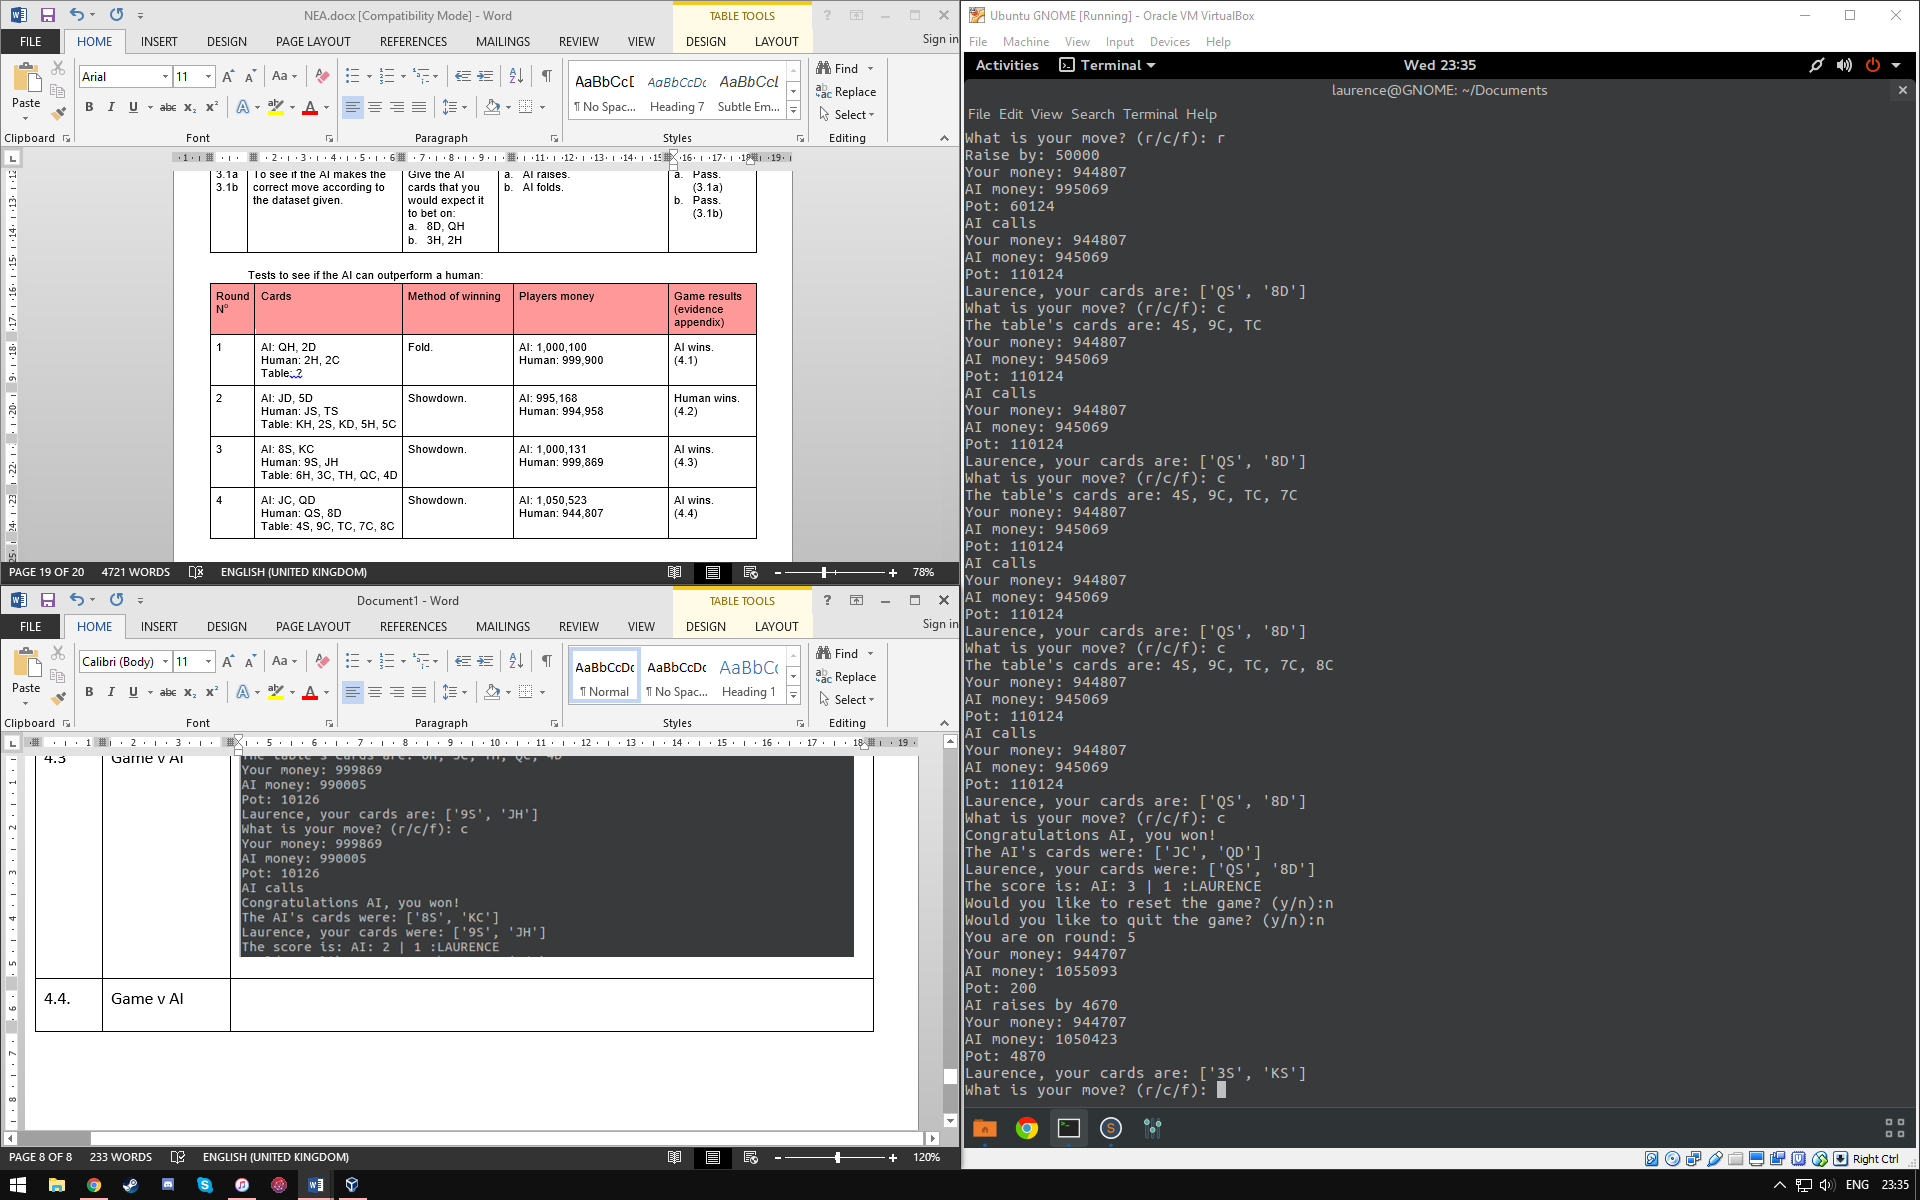 NEA.docx [Compatibility Mode] - Word
TABLE TOOLS
?
FILE
HOME
INSERT
DESIGN
PAGE LAYOUT
REFERENCES
MAILINGS
REVIEW
VIEW
DESIGN
LAYOUT
Sign in
Paste
Arial
11
Aa
B I U abc x₂ x² A A
AaBbCcD AaBbCcDc AaBbCcL
¶ No Spac... Heading 7 Subtle Em...
Find
Replace
Select
Clipboard
Font
Paragraph
Styles
Editing
3.1a
3.1b
To see if the AI makes the
correct move according to
the dataset given.
Give the AI
cards that you
would expect it
to bet on:
a. 8D, QH
b. 3H, 2H
a. AI raises.
b. AI folds.
a. Pass.
(3.1a)
b. Pass.
(3.1b)
Tests to see if the AI can outperform a human:
Round
Nº
Cards
Method of winning
Players money
Game results
(evidence
appendix)
1
AI: QH, 2D
Human: 2H, 2C
Table: ?
Fold.
AI: 1,000,100
Human: 999,900
AI wins.
(4.1)
2
AI: JD, 5D
Human: JS, TS
Table: KH, 2S, KD, 5H, 5C
Showdown.
AI: 995,168
Human: 994,958
Human wins.
(4.2)
3
AI: 8S, KC
Human: 9S, JH
Table: 6H, 3C, TH, QC, 4D
Showdown.
AI: 1,000,131
Human: 999,869
AI wins.
(4.3)
4
AI: JC, QD
Human: QS, 8D
Table: 4S, 9C, TC, 7C, 8C
Showdown.
AI: 1,050,523
Human: 944,807
AI wins.
(4.4)
PAGE 19 OF 20
4721 WORDS
ENGLISH (UNITED KINGDOM)
78%
Document1 - Word
TABLE TOOLS
?
FILE
HOME
INSERT
DESIGN
PAGE LAYOUT
REFERENCES
MAILINGS
REVIEW
VIEW
DESIGN
LAYOUT
Sign in
Paste
Calibri (Body)
11
Aa
B I U abc x₂ x² A A
AaBbCcDc AaBbCcDc AaBbC
¶ Normal ¶ No Spac... Heading 1
Find
Replace
Select
Clipboard
Font
Paragraph
Styles
Editing
4.3
Game v AI
The table's cards are: 6H, 3C, TH, QC, 4D
Your money: 999869
AI money: 990005
Pot: 10126
Laurence, your cards are: ['9S', 'JH']
What is your move? (r/c/f): c
Your money: 999869
AI money: 990005
Pot: 10126
AI calls
Congratulations AI, you won!
The AI's cards were: ['8S', 'KC']
Laurence, your cards were: ['9S', 'JH']
The score is: AI: 2 | 1 :LAURENCE
4.4.
Game v AI
PAGE 8 OF 8
233 WORDS
ENGLISH (UNITED KINGDOM)
120%
Ubuntu GNOME [Running] - Oracle VM VirtualBox
File Machine View Input Devices Help
Activities
Terminal
Wed 23:35
laurence@GNOME: ~/Documents
File Edit View Search Terminal Help
What is your move? (r/c/f): r
Raise by: 50000
Your money: 944807
AI money: 995069
Pot: 60124
AI calls
Your money: 944807
AI money: 945069
Pot: 110124
Laurence, your cards are: ['QS', '8D']
What is your move? (r/c/f): c
The table's cards are: 4S, 9C, TC
Your money: 944807
AI money: 945069
Pot: 110124
AI calls
Your money: 944807
AI money: 945069
Pot: 110124
Laurence, your cards are: ['QS', '8D']
What is your move? (r/c/f): c
The table's cards are: 4S, 9C, TC, 7C
Your money: 944807
AI money: 945069
Pot: 110124
AI calls
Your money: 944807
AI money: 945069
Pot: 110124
Laurence, your cards are: ['QS', '8D']
What is your move? (r/c/f): c
The table's cards are: 4S, 9C, TC, 7C, 8C
Your money: 944807
AI money: 945069
Pot: 110124
AI calls
Your money: 944807
AI money: 945069
Pot: 110124
Laurence, your cards are: ['QS', '8D']
What is your move? (r/c/f): c
Congratulations AI, you won!
The AI's cards were: ['JC', 'QD']
Laurence, your cards were: ['QS', '8D']
The score is: AI: 3 | 1 :LAURENCE
Would you like to reset the game? (y/n):n
Would you like to quit the game? (y/n):n
You are on round: 5
Your money: 944707
AI money: 1055093
Pot: 200
AI raises by 4670
Your money: 944707
AI money: 1050423
Pot: 4870
Laurence, your cards are: ['3S', 'KS']
What is your move? (r/c/f):
Right Ctrl
ENG
23:35